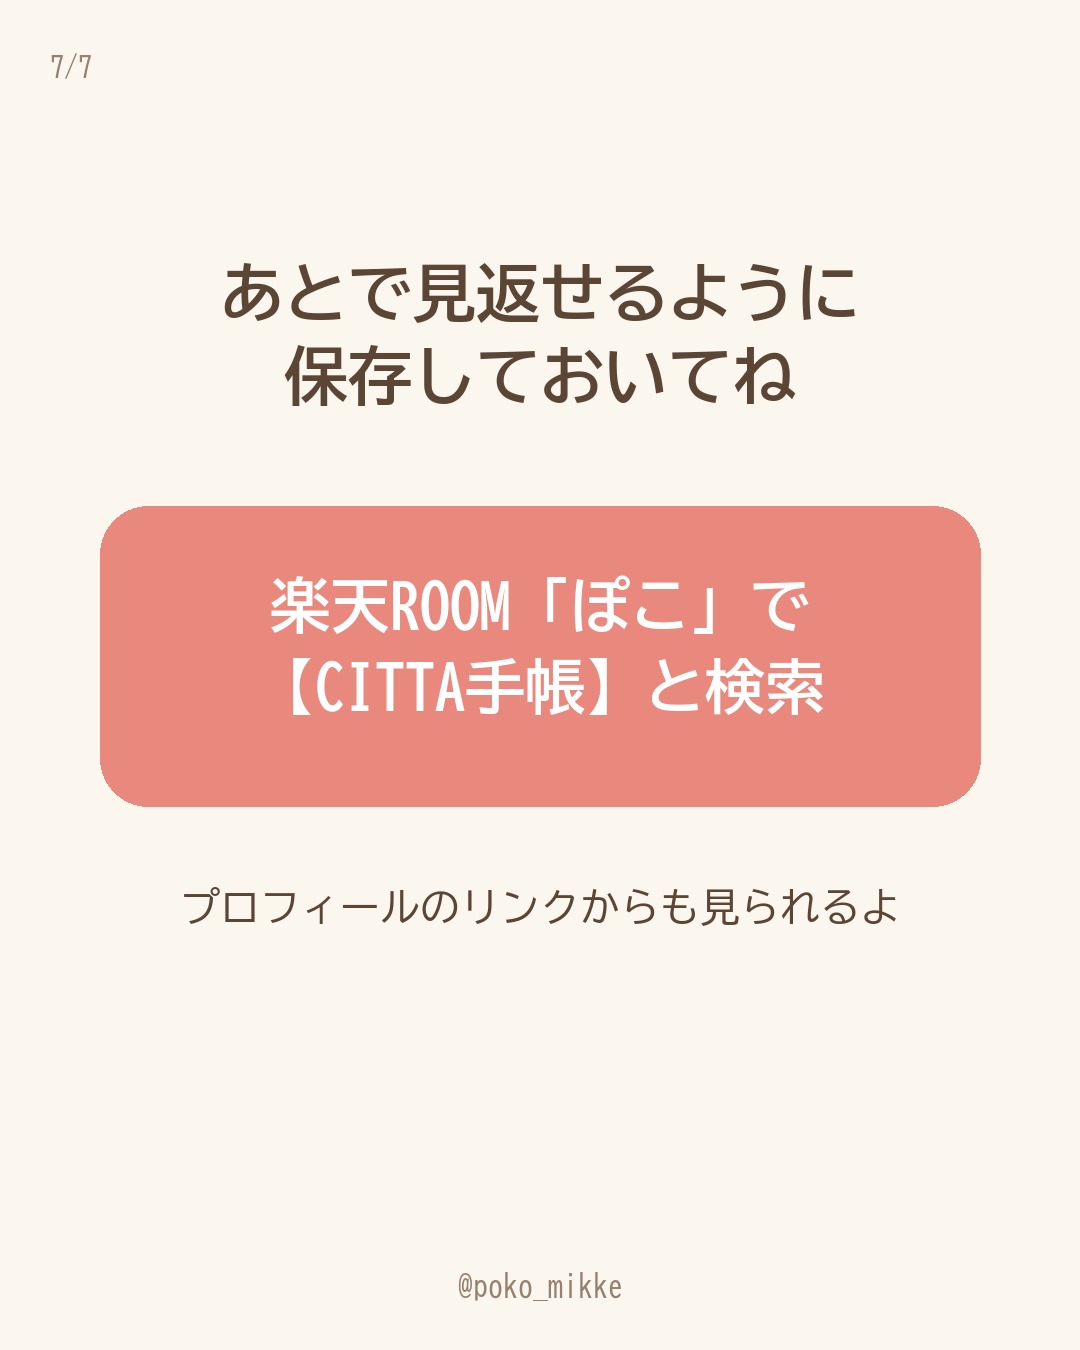 7/7
あとで見返せるように
保存しておいてね
楽天ROOM「ぽこ」で
【CITTA手帳】と検索
プロフィールのリンクからも見られるよ
@poko_mikke